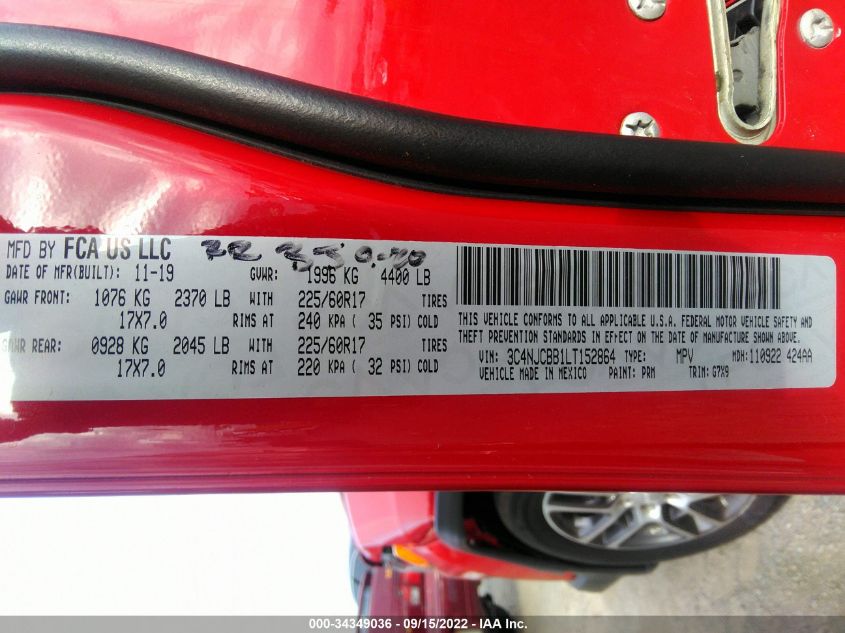 MFD BY FCA US LLC
DATE OF MFR(BUILT): 11-19 GVWR: 1996 KG 4400 LB
GAWR FRONT: 1076 KG 2370 LB WITH 225/60R17 TIRES
17X7.0 RIMS AT 240 KPA ( 35 PSI) COLD
GAWR REAR: 0928 KG 2045 LB WITH 225/60R17 TIRES
17X7.0 RIMS AT 220 KPA ( 32 PSI) COLD
THIS VEHICLE CONFORMS TO ALL APPLICABLE U.S.A. FEDERAL MOTOR VEHICLE SAFETY AND
THEFT PREVENTION STANDARDS IN EFFECT ON THE DATE OF MANUFACTURE SHOWN ABOVE.
VIN: 3C4NJCBB1LT152864 TYPE: MPV MDH: 110922 424AA
VEHICLE MADE IN MEXICO PAINT: PRM TRIM: G7X9
000-34349036 - 09/15/2022 - IAA Inc.